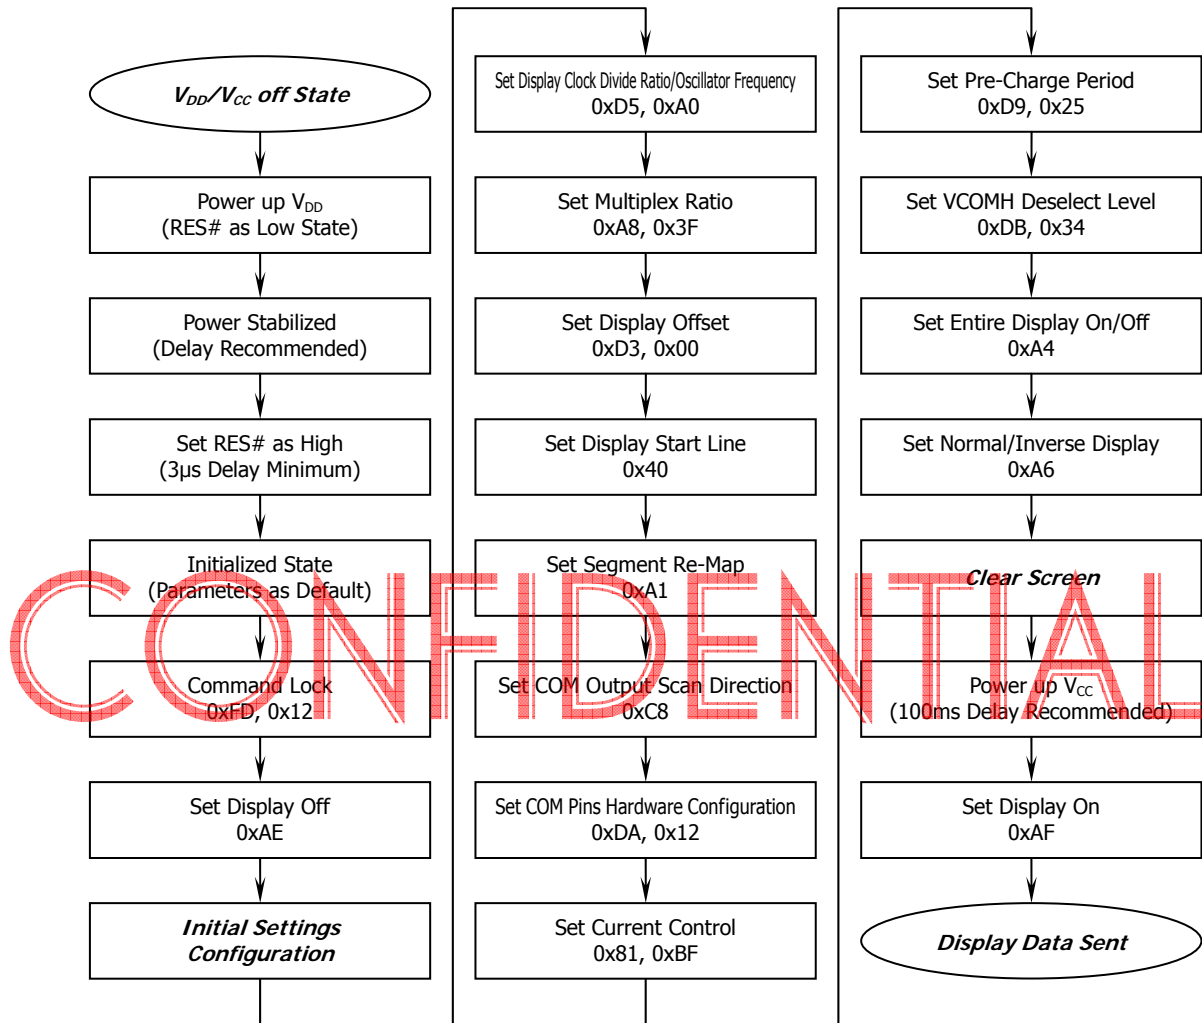 V_DD/V_CC off State
Power up V_DD
(RES# as Low State)
Power Stabilized
(Delay Recommended)
Set RES# as High
(3μs Delay Minimum)
Initialized State
(Parameters as Default)
Command Lock
0xFD, 0x12
Set Display Off
0xAE
Initial Settings
Configuration
Set Display Clock Divide Ratio/Oscillator Frequency
0xD5, 0xA0
Set Multiplex Ratio
0xA8, 0x3F
Set Display Offset
0xD3, 0x00
Set Display Start Line
0x40
Set Segment Re-Map
0xA1
Set COM Output Scan Direction
0xC8
Set COM Pins Hardware Configuration
0xDA, 0x12
Set Current Control
0x81, 0xBF
Set Pre-Charge Period
0xD9, 0x25
Set VCOMH Deselect Level
0xDB, 0x34
Set Entire Display On/Off
0xA4
Set Normal/Inverse Display
0xA6
Clear Screen
Power up V_CC
(100ms Delay Recommended)
Set Display On
0xAF
Display Data Sent
CONFIDENTIAL